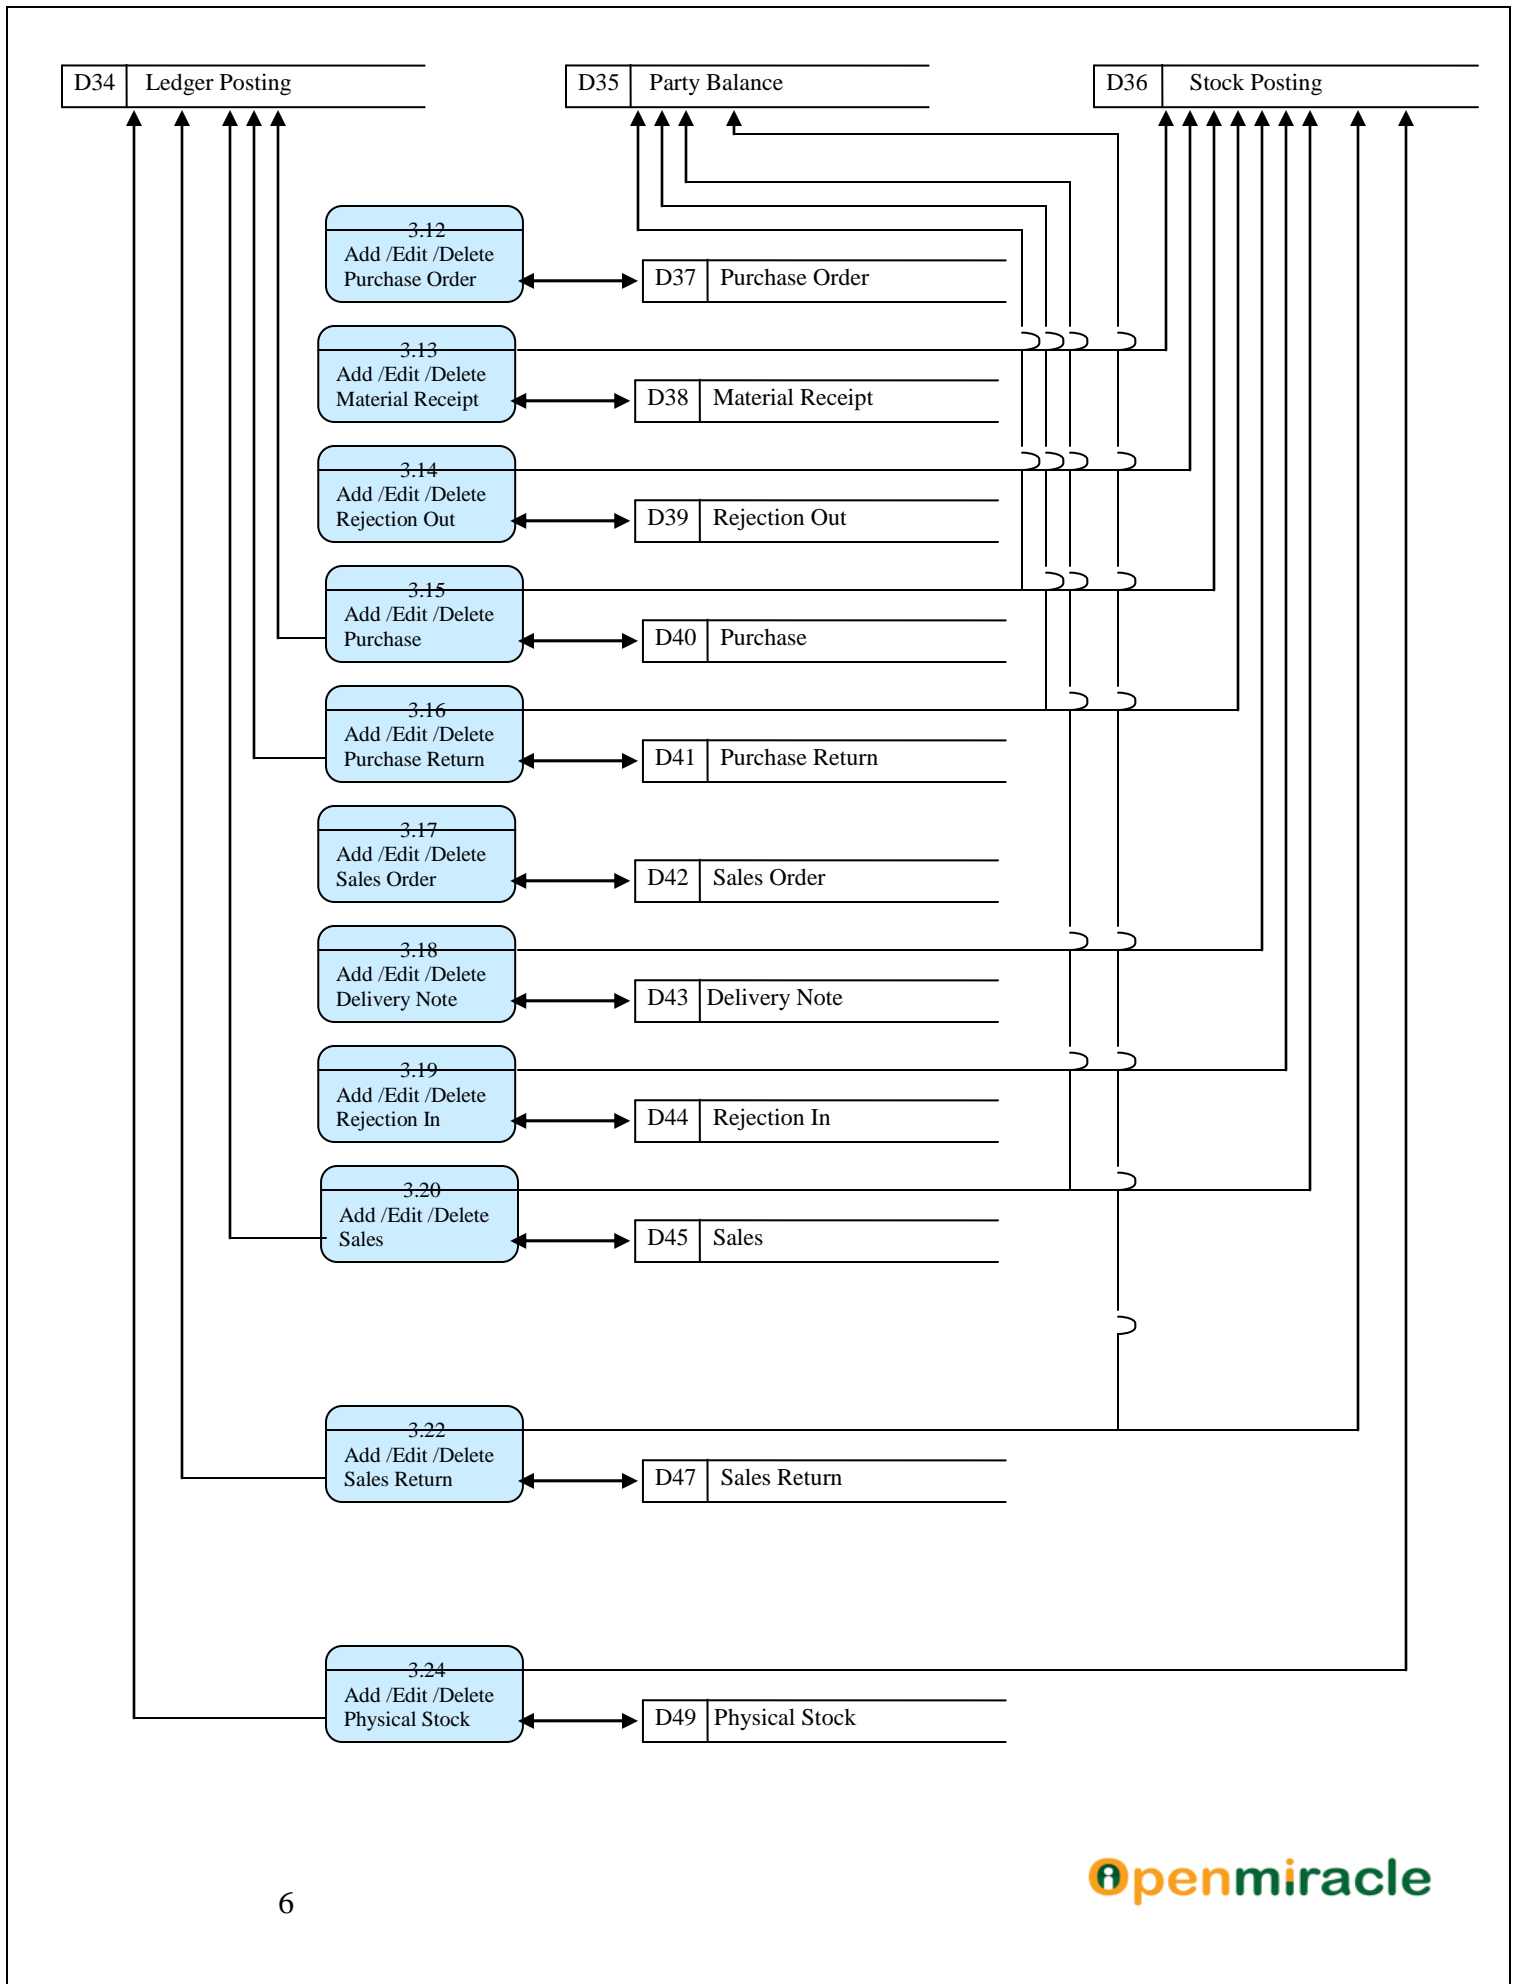 D34 Ledger Posting
D35 Party Balance
D36 Stock Posting
3.12
Add /Edit /Delete
Purchase Order
D37 Purchase Order
3.13
Add /Edit /Delete
Material Receipt
D38 Material Receipt
3.14
Add /Edit /Delete
Rejection Out
D39 Rejection Out
3.15
Add /Edit /Delete
Purchase
D40 Purchase
3.16
Add /Edit /Delete
Purchase Return
D41 Purchase Return
3.17
Add /Edit /Delete
Sales Order
D42 Sales Order
3.18
Add /Edit /Delete
Delivery Note
D43 Delivery Note
3.19
Add /Edit /Delete
Rejection In
D44 Rejection In
3.20
Add /Edit /Delete
Sales
D45 Sales
3.22
Add /Edit /Delete
Sales Return
D47 Sales Return
3.24
Add /Edit /Delete
Physical Stock
D49 Physical Stock
6
Openmiracle